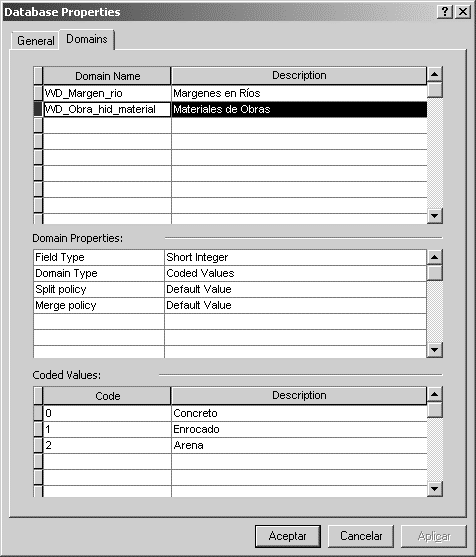 Database Properties
General Domains
Domain Name Description
WD_Margen_rio Margenes en Ríos
WD_Obra_hid_material Materiales de Obras
Domain Properties:
Field Type Short Integer
Domain Type Coded Values
Split policy Default Value
Merge policy Default Value
Coded Values:
Code Description
0 Concreto
1 Enrocado
2 Arena
Aceptar Cancelar Aplicar